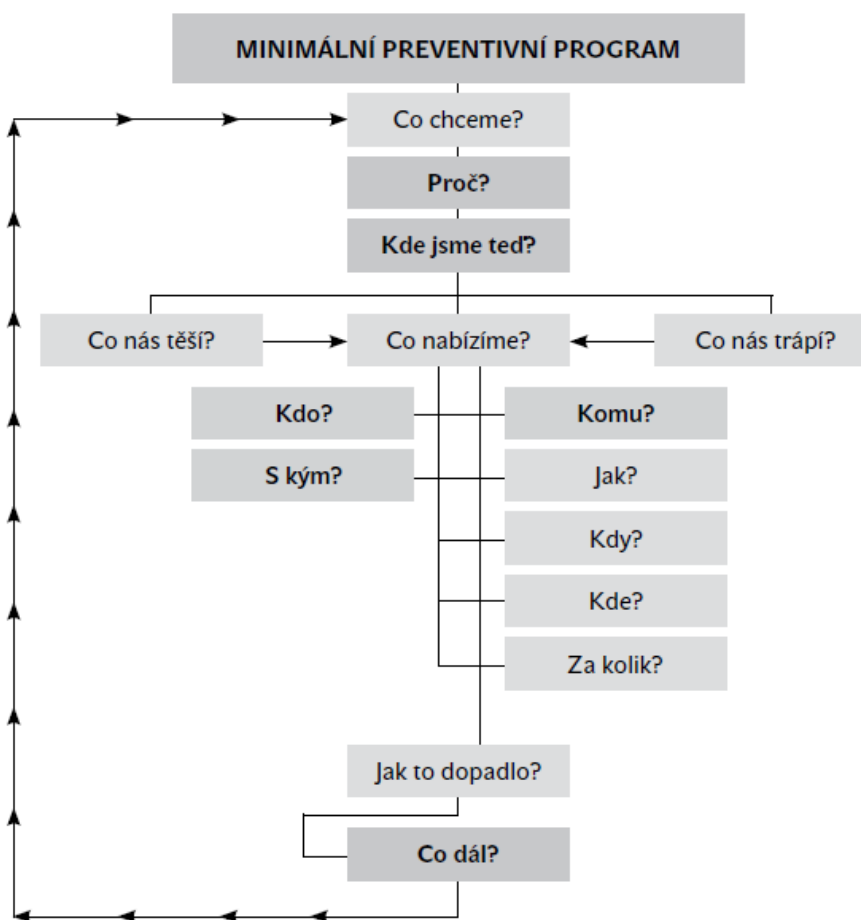 MINIMÁLNÍ PREVENTIVNÍ PROGRAM
Co chceme?
Proč?
Kde jsme teď?
Co nás těší?
Co nabízíme?
Co nás trápí?
Kdo?
Komu?
S kým?
Jak?
Kdy?
Kde?
Za kolik?
Jak to dopadlo?
Co dál?